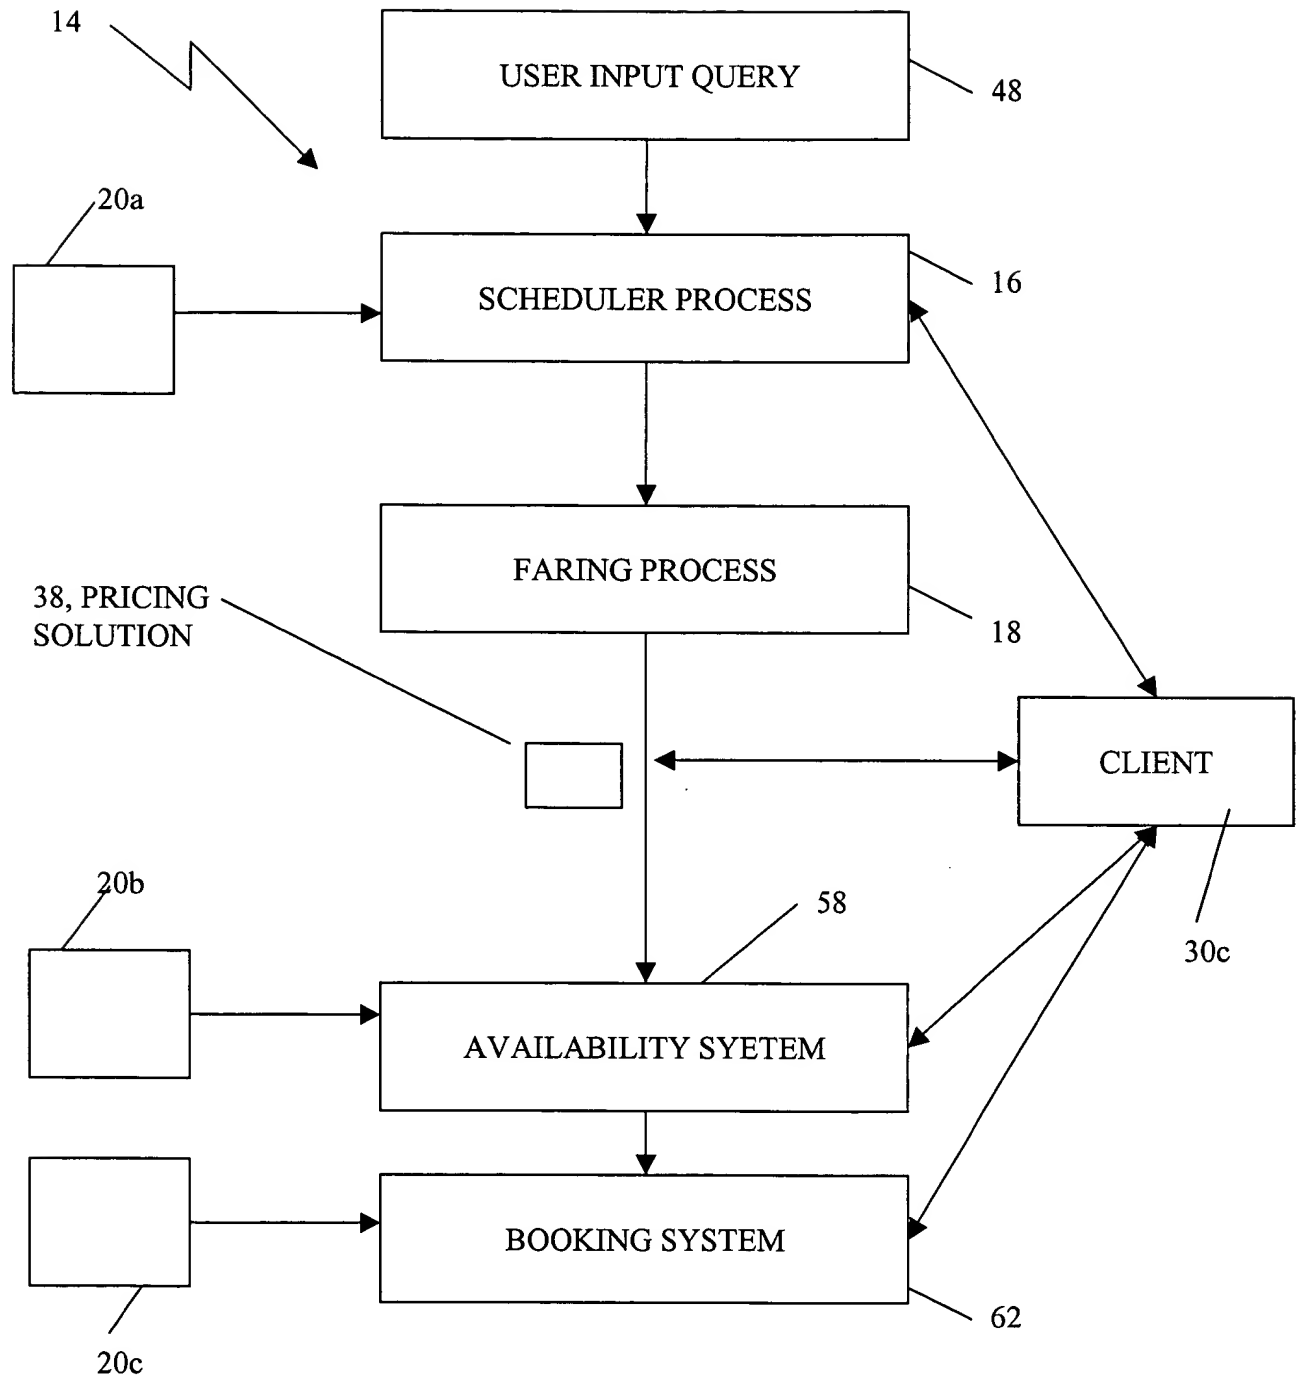 14
USER INPUT QUERY
48
20a
SCHEDULER PROCESS
16
FARING PROCESS
18
38, PRICING
SOLUTION
CLIENT
30c
20b
58
AVAILABILITY SYETEM
20c
BOOKING SYSTEM
62